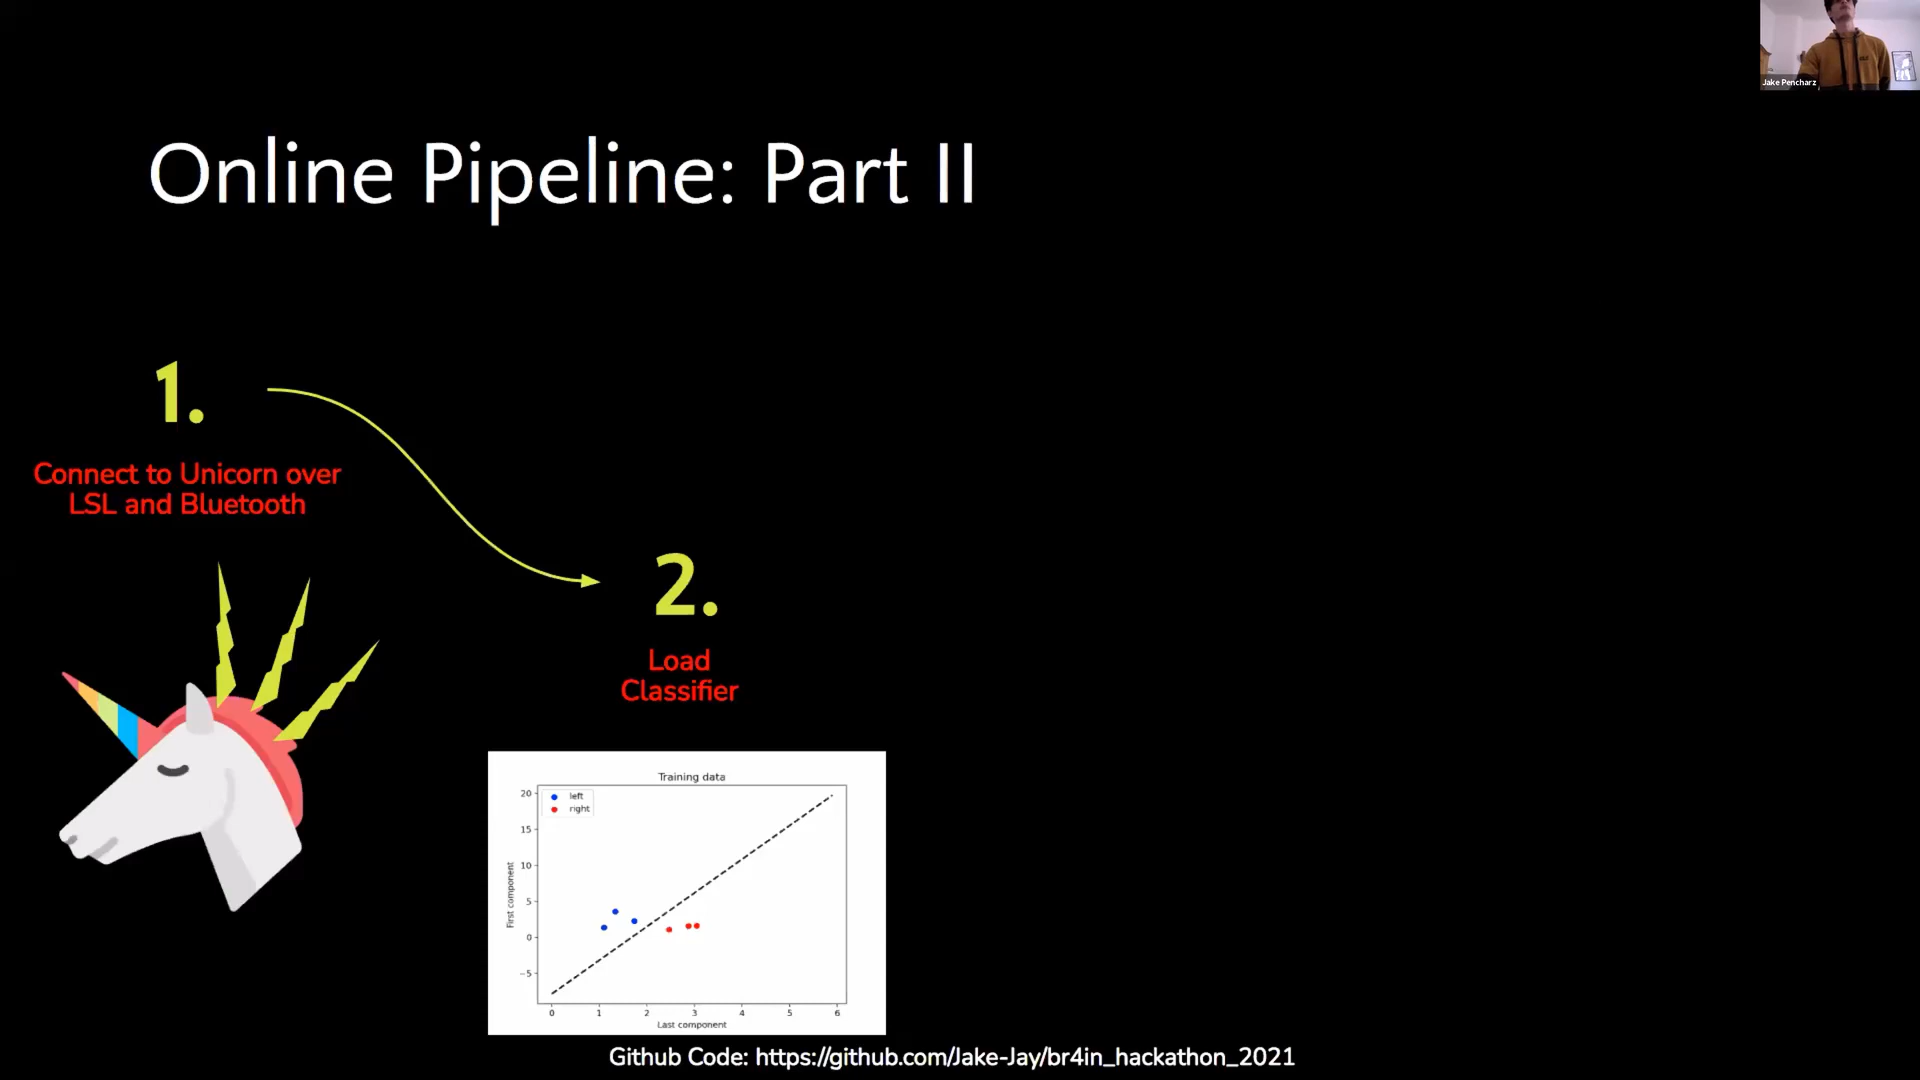 Jake Pencharz
Online Pipeline: Part II
1.
Connect to Unicorn over
LSL and Bluetooth
2.
Load
Classifier
Training data
left
right
20
15
10
5
0
−5
First component
0 1 2 3 4 5 6
Last component
Github Code: https://github.com/Jake-Jay/br4in_hackathon_2021